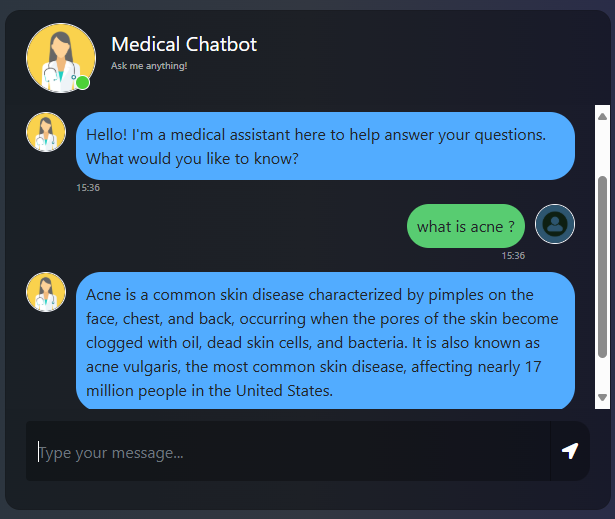 Medical Chatbot
Ask me anything!
Hello! I'm a medical assistant here to help answer your questions.
What would you like to know?
15:36
what is acne ?
15:36
Acne is a common skin disease characterized by pimples on the
face, chest, and back, occurring when the pores of the skin become
clogged with oil, dead skin cells, and bacteria. It is also known as
acne vulgaris, the most common skin disease, affecting nearly 17
million people in the United States.
Type your message...